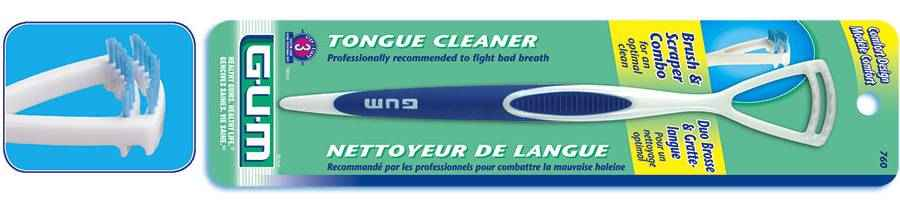 G·U·M
HEALTHY GUMS. HEALTHY LIFE.
GENCIVES SAINES. VIE SAINE.
3
TONGUE CLEANER
Professionally recommended to fight bad breath
GUM
NETTOYEUR DE LANGUE
Recommandé par les professionnels pour combattre la mauvaise haleine
Brush &
Scraper
Combo
for an
optimal
clean
Duo Brosse
& Gratte-
langue
Pour un
nettoyage
optimal
Comfort Design
Modèle Comfort
760